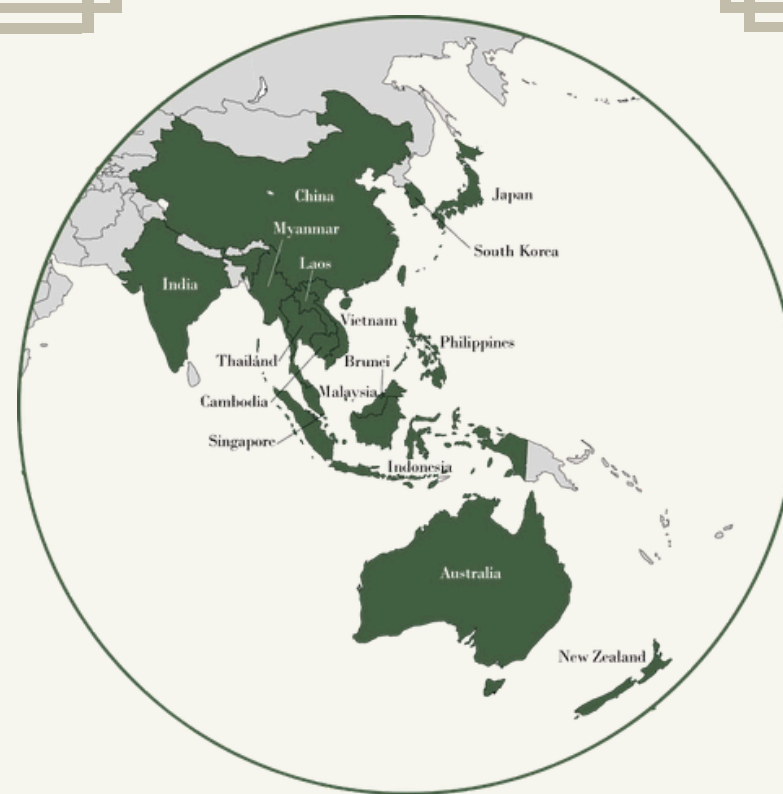 China
Japan
Myanmar
South Korea
Laos
India
Vietnam
Philippines
Thailand
Brunei
Malaysia
Cambodia
Singapore
Indonesia
Australia
New Zealand